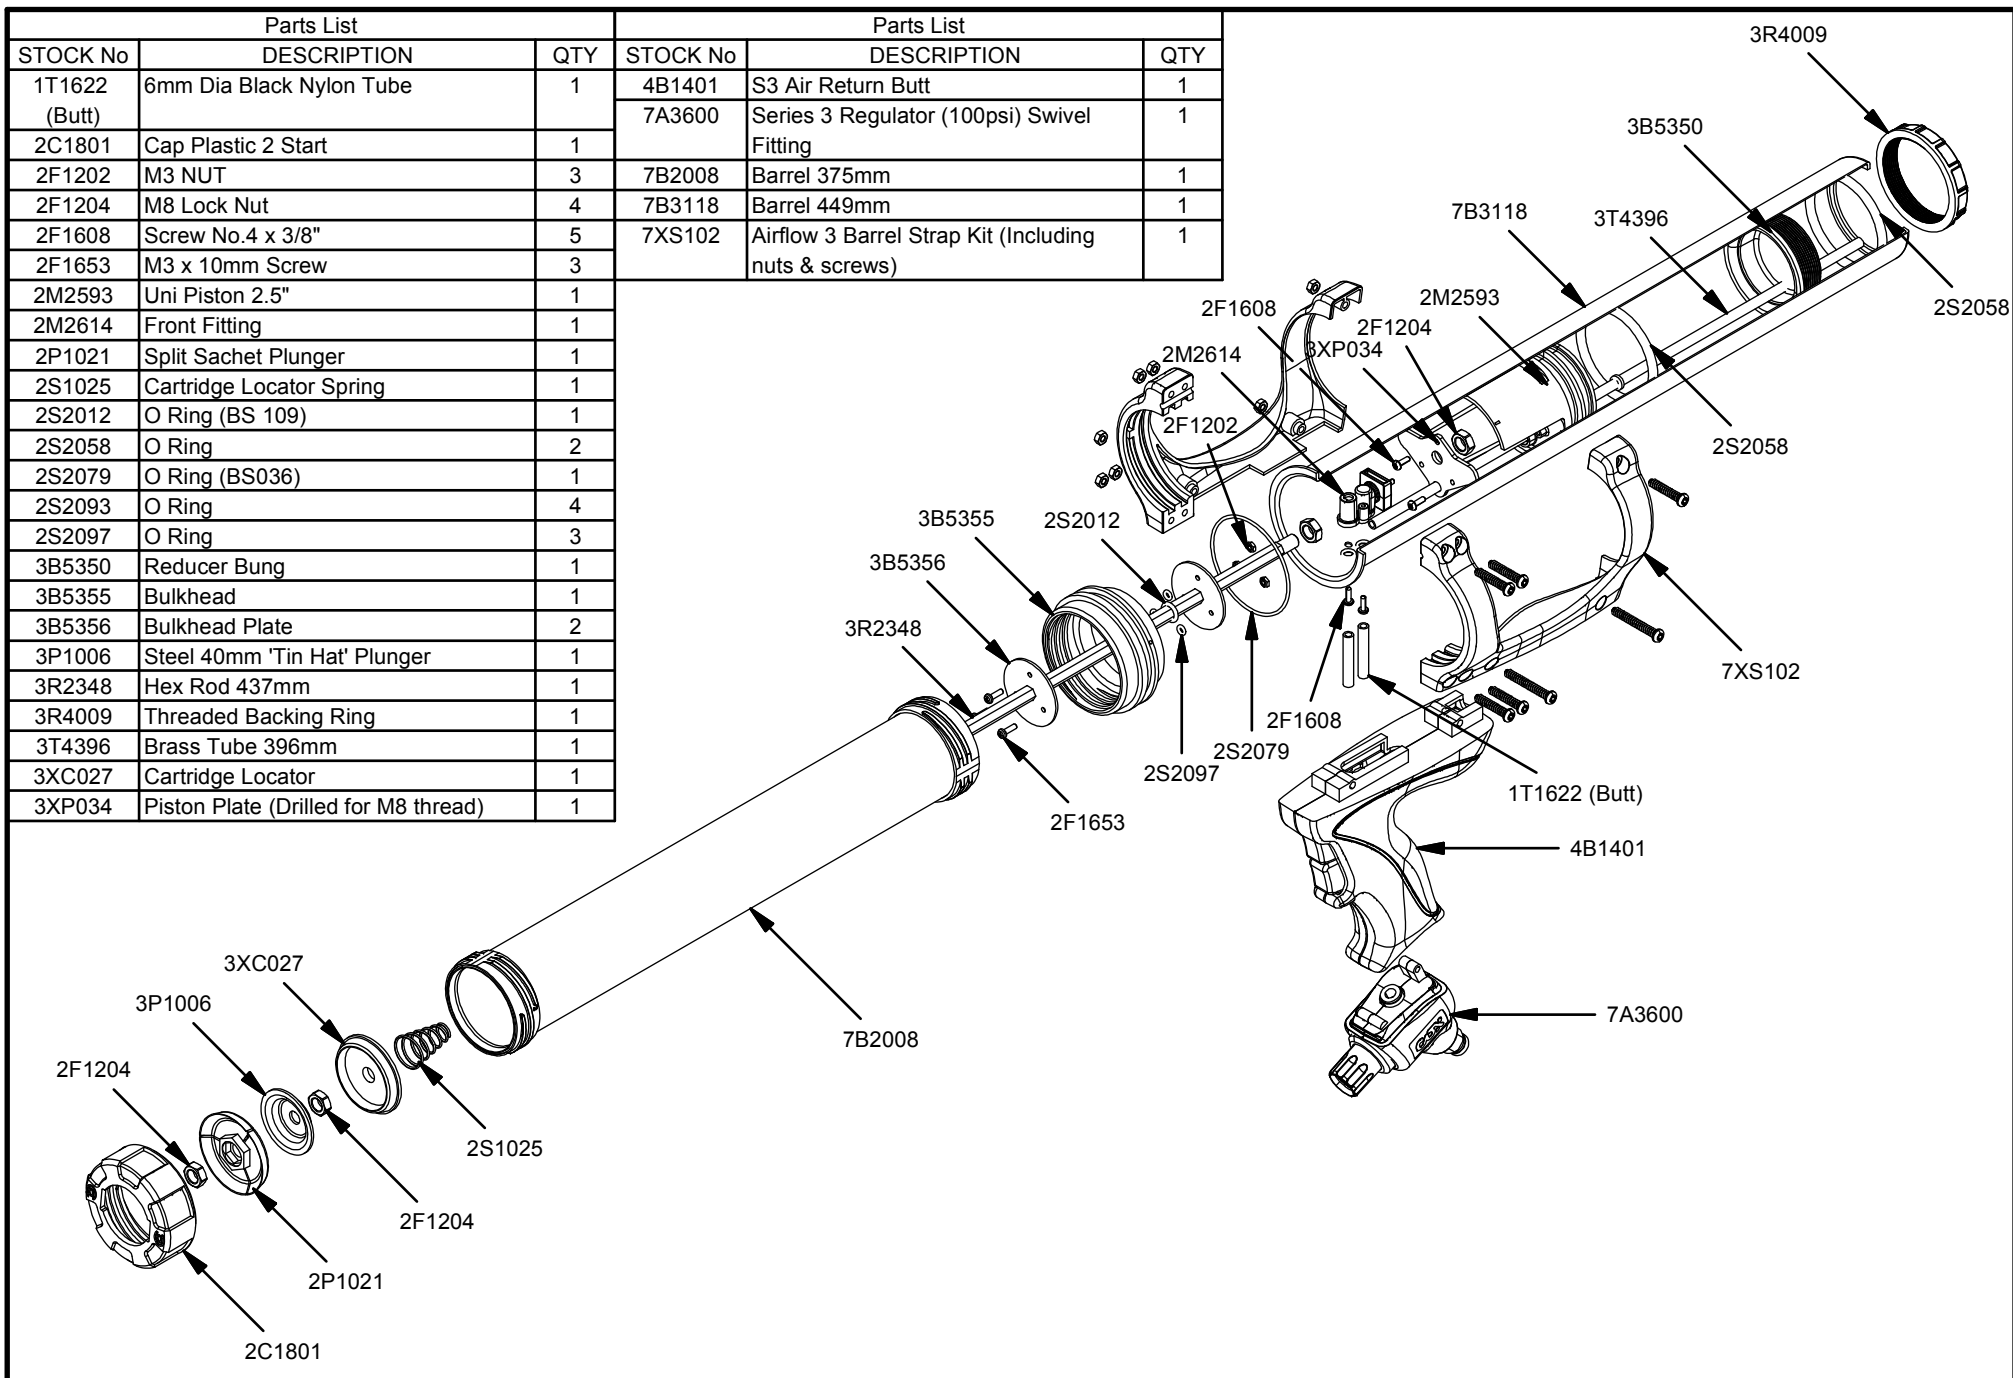 Parts List
STOCK No DESCRIPTION QTY
1T1622 6mm Dia Black Nylon Tube 1
(Butt)
2C1801 Cap Plastic 2 Start 1
2F1202 M3 NUT 3
2F1204 M8 Lock Nut 4
2F1608 Screw No.4 x 3/8" 5
2F1653 M3 x 10mm Screw 3
2M2593 Uni Piston 2.5" 1
2M2614 Front Fitting 1
2P1021 Split Sachet Plunger 1
2S1025 Cartridge Locator Spring 1
2S2012 O Ring (BS 109) 1
2S2058 O Ring 2
2S2079 O Ring (BS036) 1
2S2093 O Ring 4
2S2097 O Ring 3
3B5350 Reducer Bung 1
3B5355 Bulkhead 1
3B5356 Bulkhead Plate 2
3P1006 Steel 40mm 'Tin Hat' Plunger 1
3R2348 Hex Rod 437mm 1
3R4009 Threaded Backing Ring 1
3T4396 Brass Tube 396mm 1
3XC027 Cartridge Locator 1
3XP034 Piston Plate (Drilled for M8 thread) 1
Parts List
STOCK No DESCRIPTION QTY
4B1401 S3 Air Return Butt 1
7A3600 Series 3 Regulator (100psi) Swivel 1
Fitting
7B2008 Barrel 375mm 1
7B3118 Barrel 449mm 1
7XS102 Airflow 3 Barrel Strap Kit (Including 1
nuts & screws)
3R4009
3B5350
7B3118
3T4396
2S2058
2F1608
2M2593
2F1204
2M2614
3XP034
2F1202
2S2058
3B5355
2S2012
3B5356
3R2348
7XS102
2F1608
2S2079
2S2097
1T1622 (Butt)
2F1653
4B1401
3XC027
3P1006
7A3600
7B2008
2F1204
2S1025
2F1204
2P1021
2C1801